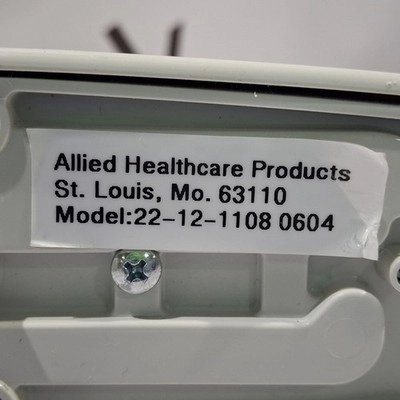 Allied Healthcare Products
St. Louis, Mo. 63110
Model:22-12-1108 0604